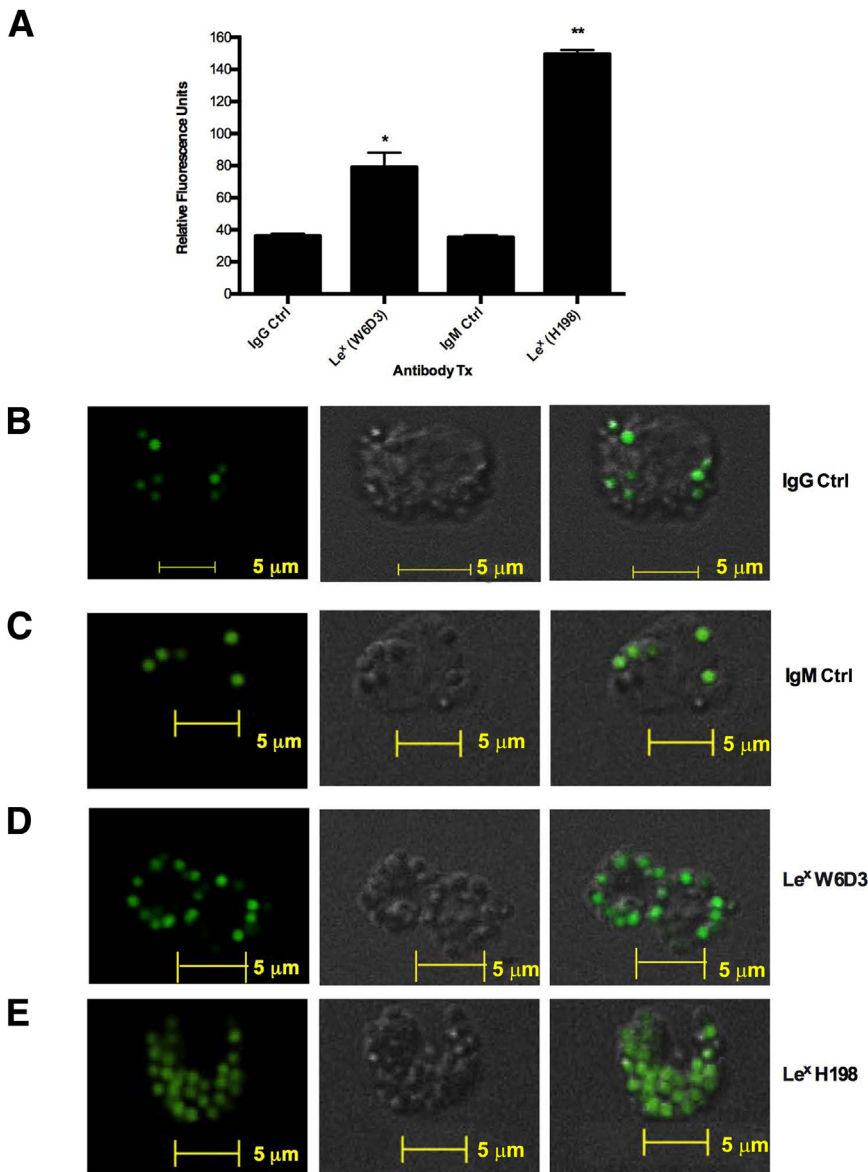 A
Relative Fluorescence Units
160
140
120
100
80
60
40
20
0
*
**
IgG Ctrl
Leˣ (W6D3)
IgM Ctrl
Leˣ (H198)
Antibody Tx
B
5 μm
5 μm
5 μm
IgG Ctrl
C
5 μm
5 μm
5 μm
IgM Ctrl
D
5 μm
5 μm
5 μm
Leˣ W6D3
E
5 μm
5 μm
5 μm
Leˣ H198